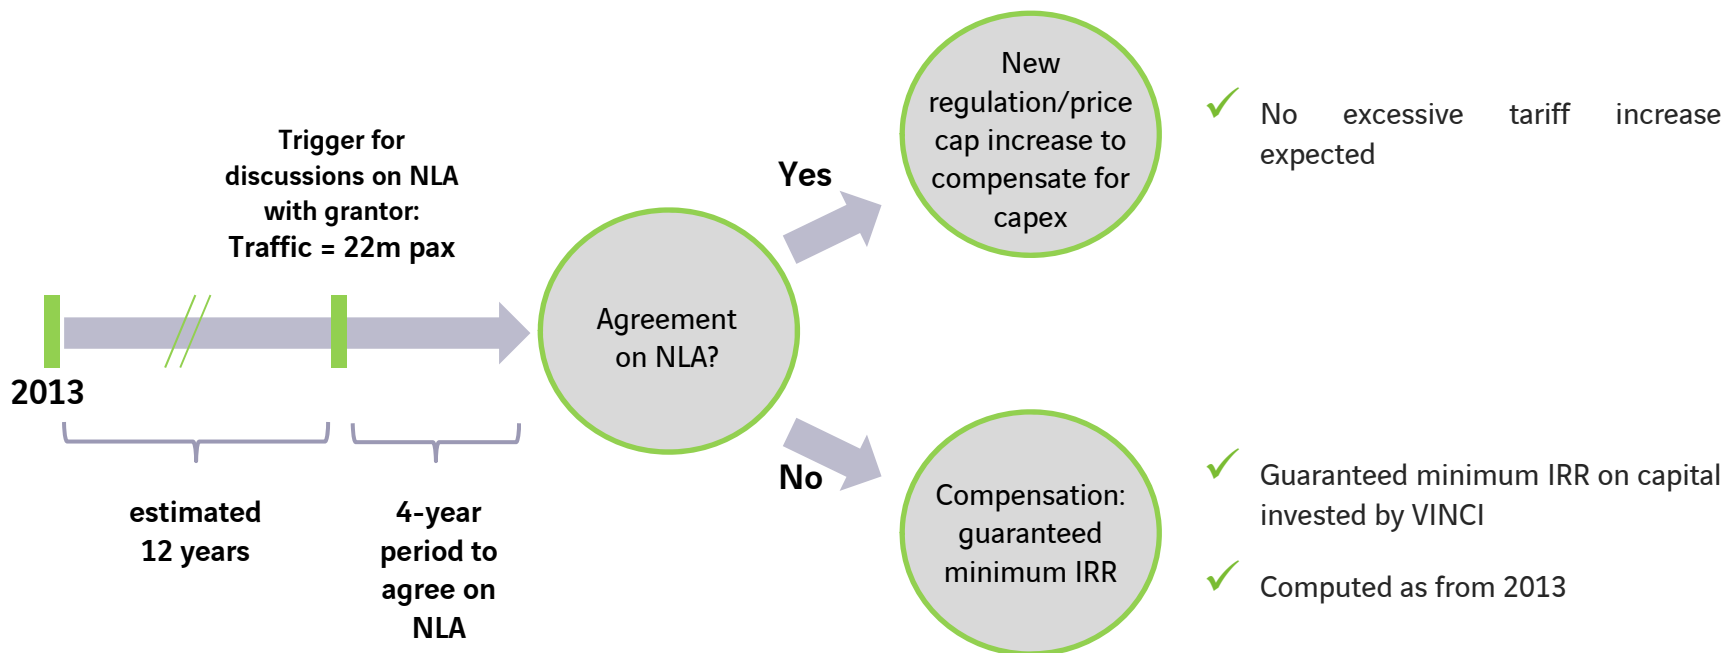 Trigger for
discussions on NLA
with grantor:
Traffic = 22m pax
2013
estimated
12 years
4-year
period to
agree on
NLA
Agreement
on NLA?
Yes
New
regulation/price
cap increase to
compensate for
capex
No excessive tariff increase
expected
No
Compensation:
guaranteed
minimum IRR
Guaranteed minimum IRR on capital
invested by VINCI
Computed as from 2013